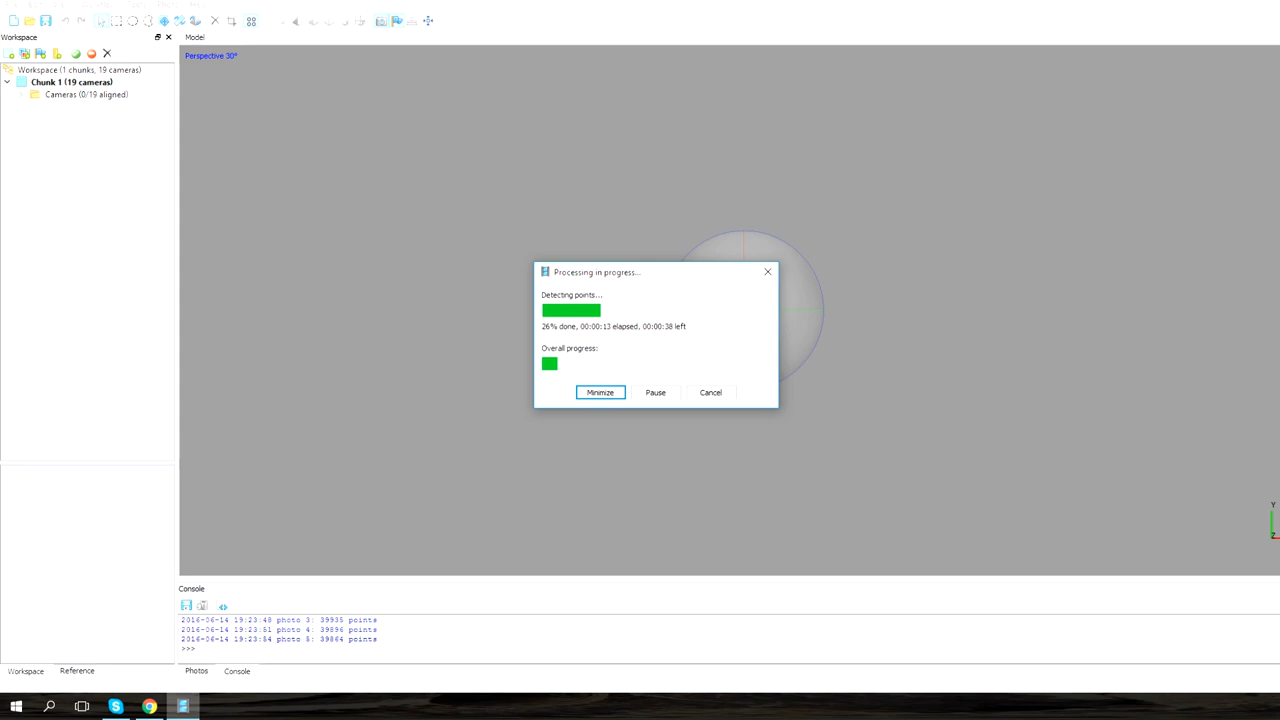 Workspace
Model
Perspective 30°
Workspace (1 chunks, 19 cameras)
Chunk 1 (19 cameras)
Cameras (0/19 aligned)
Processing in progress...
Detecting points...
26% done, 00:00:13 elapsed, 00:00:38 left
Overall progress:
Minimize
Pause
Cancel
Y
Z
Console
2016-06-14 19:23:48 photo 3: 39935 points
2016-06-14 19:23:51 photo 4: 39896 points
2016-06-14 19:23:54 photo 5: 39864 points
>>>
Workspace
Reference
Photos
Console